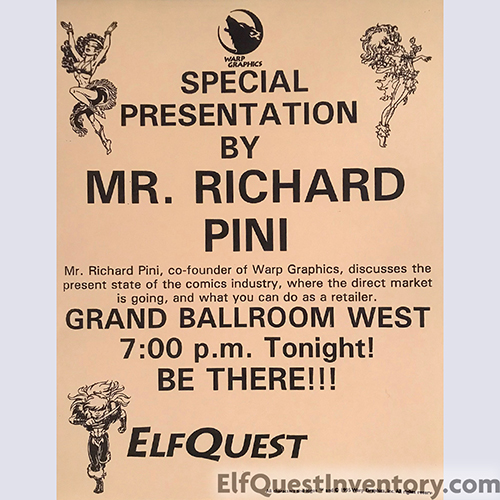 WARP
GRAPHICS
SPECIAL
PRESENTATION
BY
MR. RICHARD
PINI
Mr. Richard Pini, co-founder of Warp Graphics, discusses the
present state of the comics industry, where the direct market
is going, and what you can do as a retailer.
GRAND BALLROOM WEST
7:00 p.m. Tonight!
BE THERE!!!
ELFQUEST
ElfQuestInventory.com